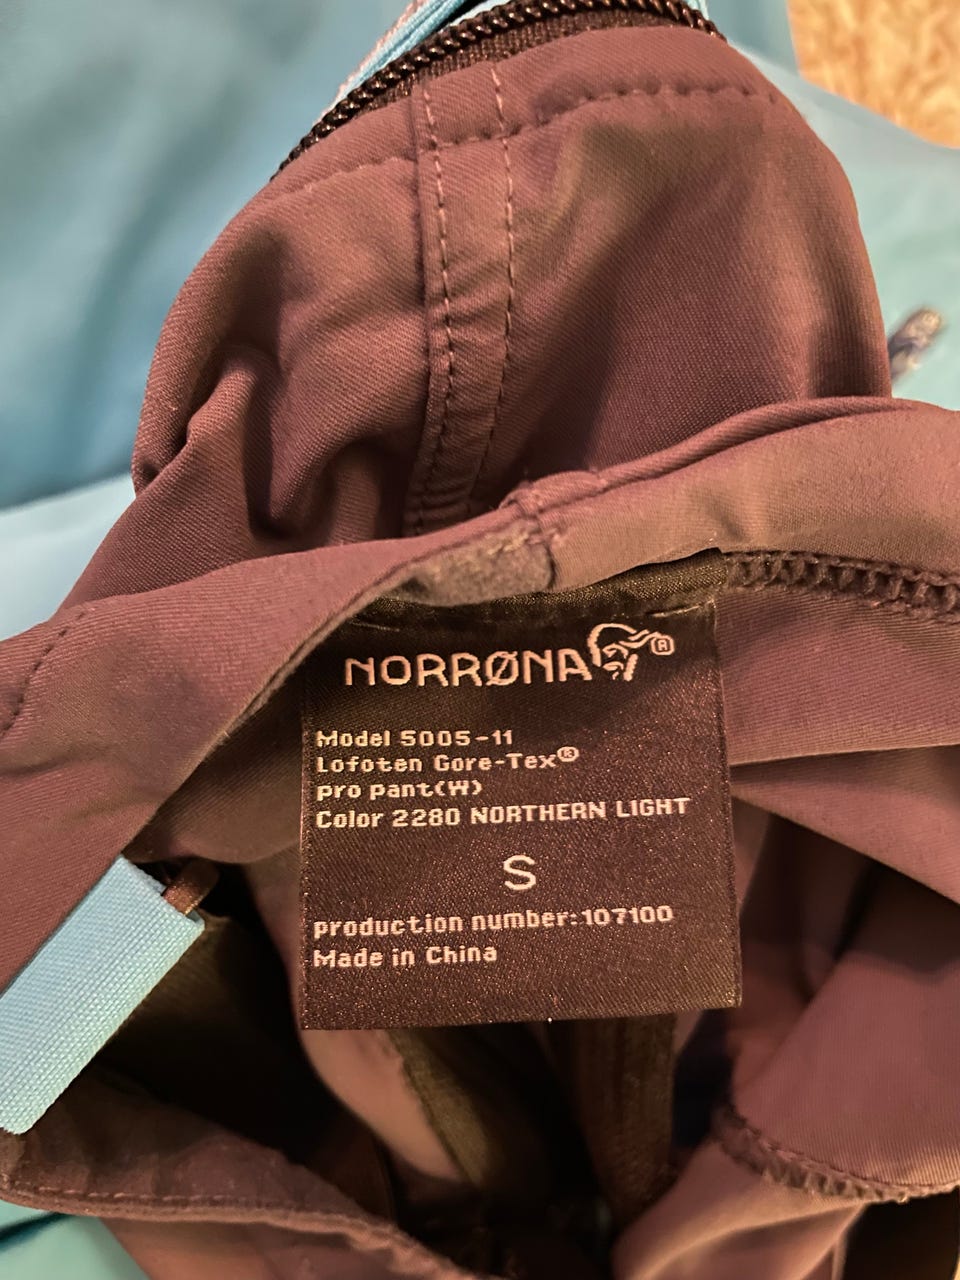 NORRØNA®
Model 5005-11
Lofoten Gore-Tex®
pro pant(W)
Color 2280 NORTHERN LIGHT
S
production number:107100
Made in China